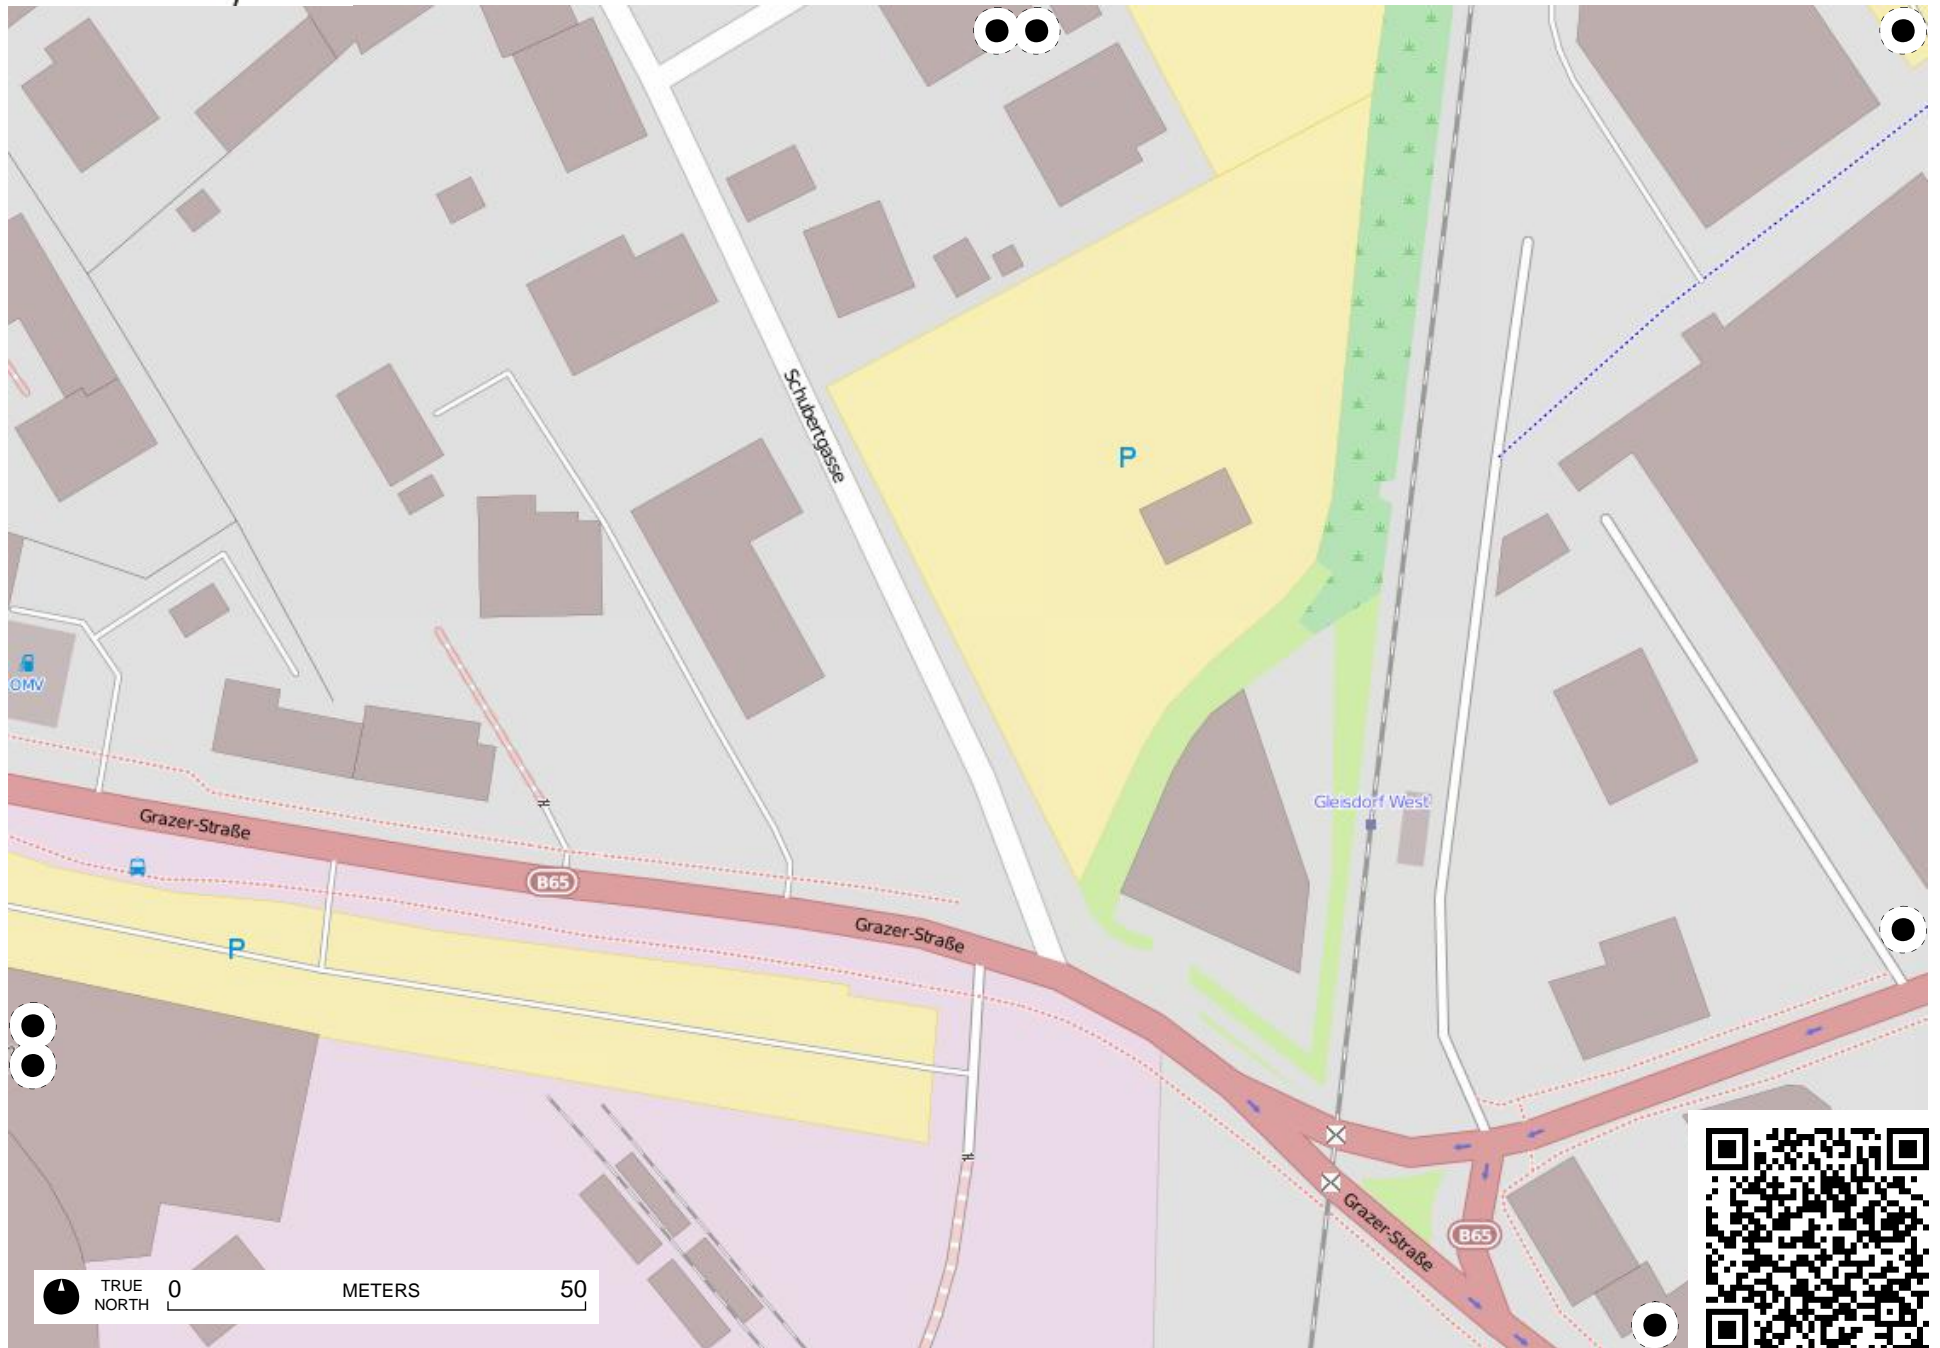 Schubertgasse
P
OMV
Gleisdorf West
Grazer-Straße
B65
Grazer-Straße
P
Grazer-Straße
B65
TRUE NORTH
0 METERS 50